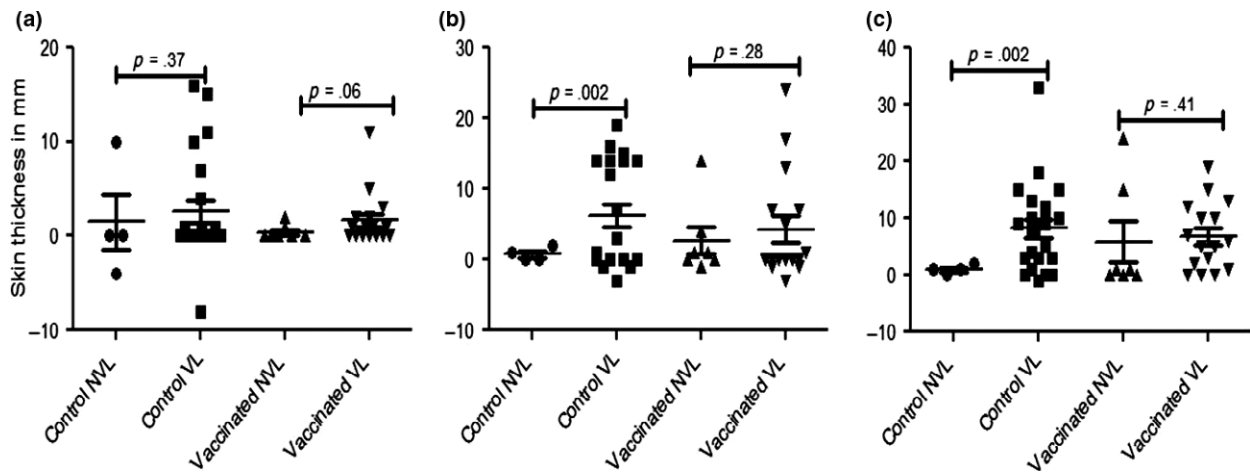 (a)
Skin thickness in mm
20
10
0
–10
p = .37
p = .06
Control NVL
Control VL
Vaccinated NVL
Vaccinated VL
(b)
30
20
10
0
–10
p = .002
p = .28
Control NVL
Control VL
Vaccinated NVL
Vaccinated VL
(c)
40
30
20
10
0
–10
p = .002
p = .41
Control NVL
Control VL
Vaccinated NVL
Vaccinated VL